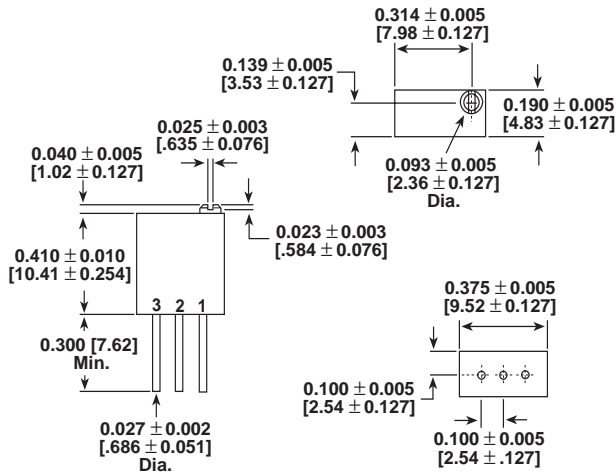 0.314 ± 0.005
[7.98 ± 0.127]
0.139 ± 0.005
[3.53 ± 0.127]
0.190 ± 0.005
[4.83 ± 0.127]
0.093 ± 0.005
[2.36 ± 0.127]
Dia.
0.025 ± 0.003
[.635 ± 0.076]
0.040 ± 0.005
[1.02 ± 0.127]
0.023 ± 0.003
[.584 ± 0.076]
0.410 ± 0.010
[10.41 ± 0.254]
3 2 1
0.300 [7.62]
Min.
0.027 ± 0.002
[.686 ± 0.051]
Dia.
0.375 ± 0.005
[9.52 ± 0.127]
0.100 ± 0.005
[2.54 ± 0.127]
0.100 ± 0.005
[2.54 ± .127]